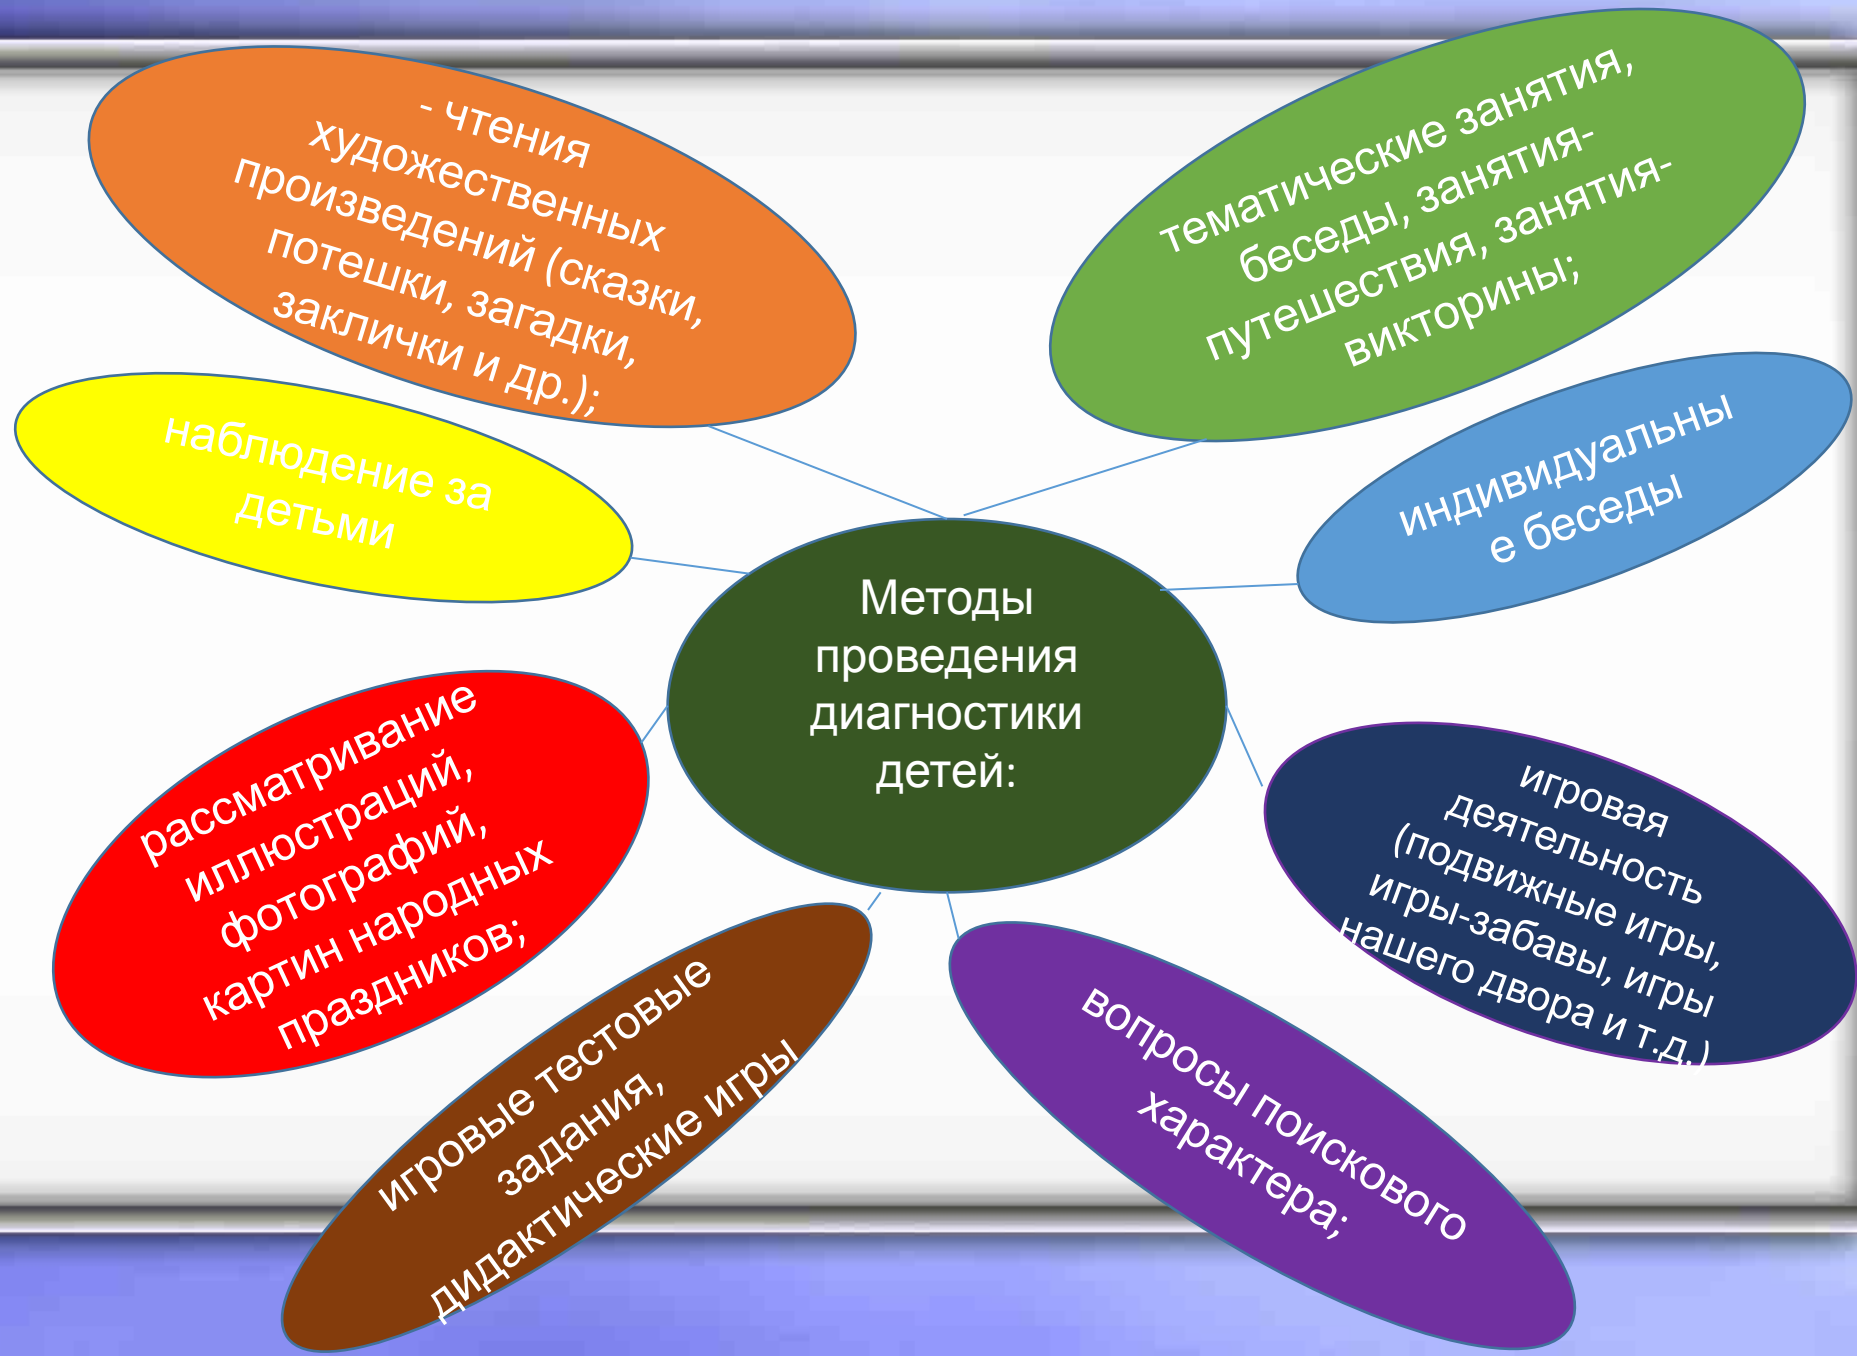 - чтения
художественных
произведений (сказки,
потешки, загадки,
заклички и др.);
тематические занятия,
беседы, занятия-
путешествия, занятия-
викторины;
наблюдение за
детьми
индивидуальны
е беседы
Методы
проведения
диагностики
детей:
рассматривание
иллюстраций,
фотографий,
картин народных
праздников;
игровая
деятельность
(подвижные игры,
игры-забавы, игры
нашего двора и т.д.)
игровые тестовые
задания,
дидактические игры
вопросы поискового
характера;